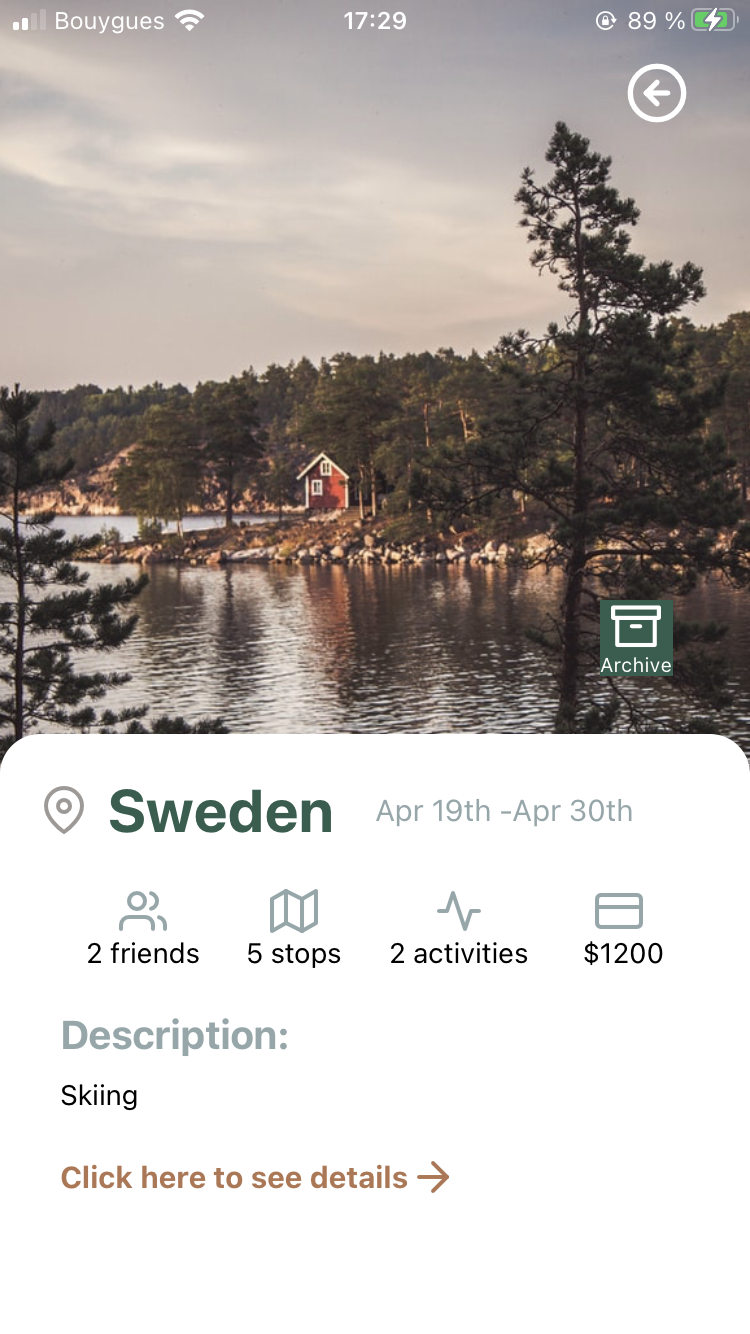 Bouygues 17:29 89 %
Archive
Sweden Apr 19th -Apr 30th
2 friends 5 stops 2 activities $1200
Description:
Skiing
Click here to see details